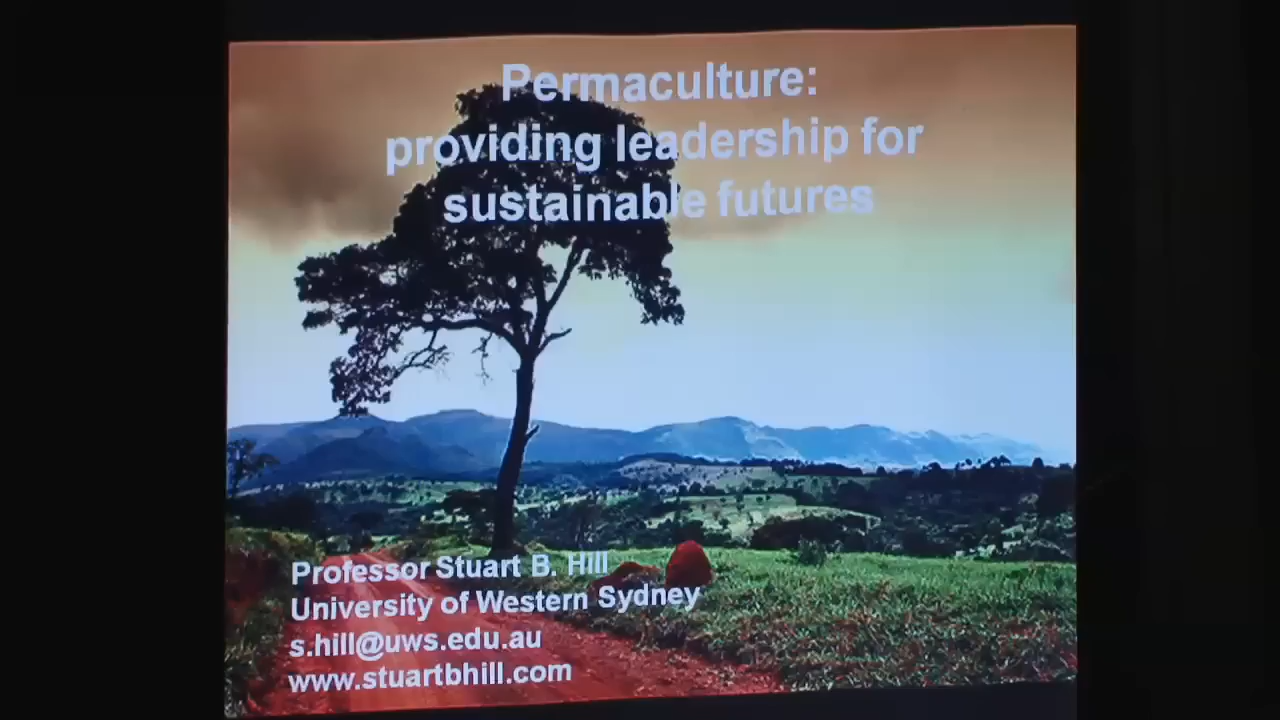 Permaculture:
providing leadership for
sustainable futures
Professor Stuart B. Hill
University of Western Sydney
s.hill@uws.edu.au
www.stuartbhill.com